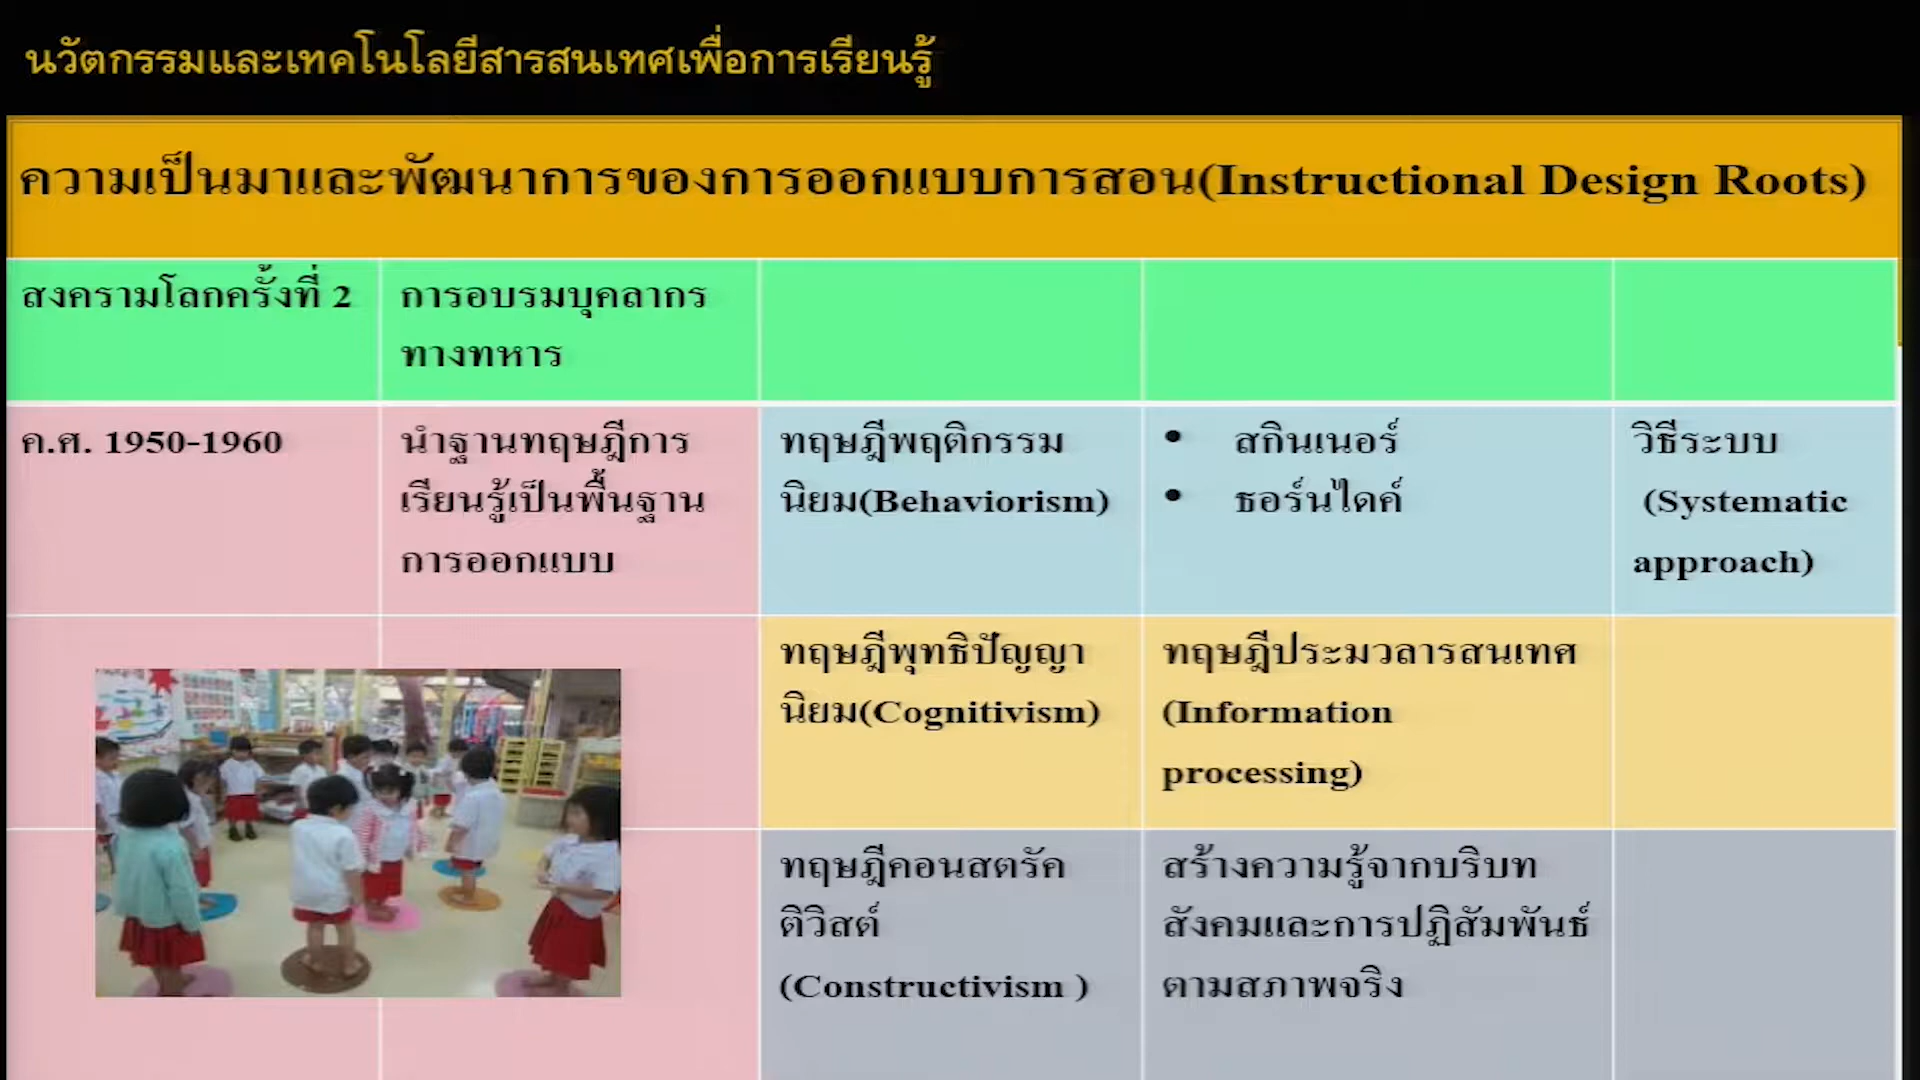 นวัตกรรมและเทคโนโลยีสารสนเทศเพื่อการเรียนรู้
ความเป็นมาและพัฒนาการของการออกแบบการสอน(Instructional Design Roots)
สงครามโลกครั้งที่ 2
การอบรมบุคลากร
ทางทหาร
ค.ศ. 1950-1960
นำฐานทฤษฎีการ
เรียนรู้เป็นพื้นฐาน
การออกแบบ
ทฤษฎีพฤติกรรม
นิยม(Behaviorism)
• สกินเนอร์
• ธอร์นไดค์
วิธีระบบ
(Systematic
approach)
ทฤษฎีพุทธิปัญญา
นิยม(Cognitivism)
ทฤษฎีประมวลารสนเทศ
(Information
processing)
ทฤษฎีคอนสตรัค
ติวิสต์
(Constructivism )
สร้างความรู้จากบริบท
สังคมและการปฏิสัมพันธ์
ตามสภาพจริง